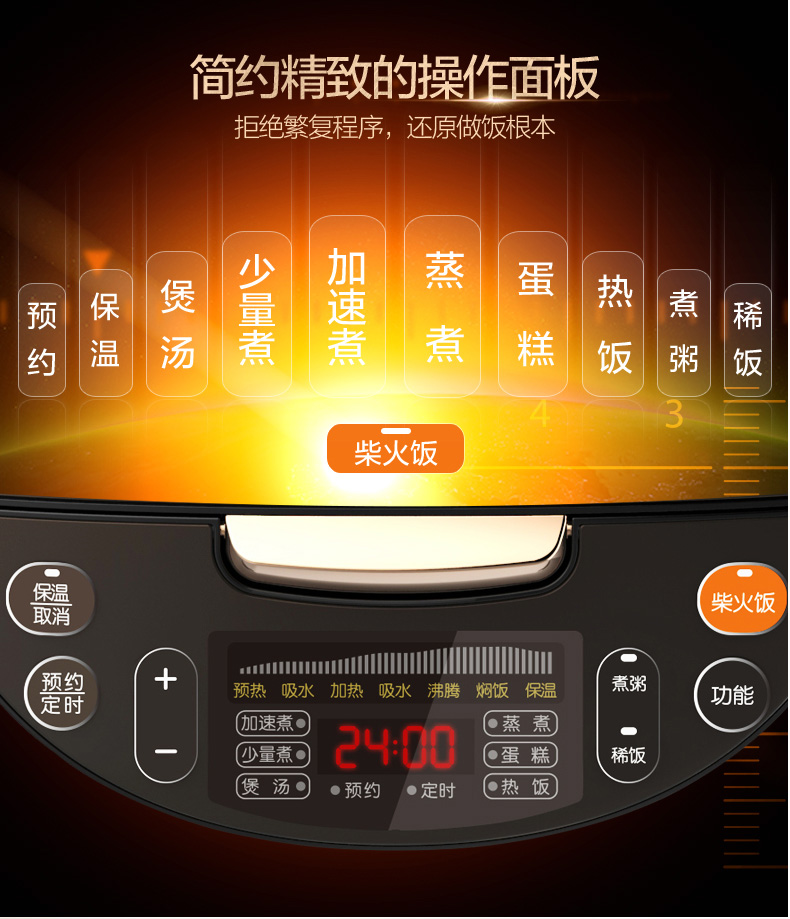 简约精致的操作面板
拒绝繁复程序，还原做饭根本
预约
保温
煲汤
少量煮
加速煮
蒸煮
蛋糕
热饭
煮粥
稀饭
4
3
柴火饭
保温
取消
柴火饭
预约
定时
+
−
预热 吸水 加热 吸水 沸腾 焖饭 保温
加速煮
少量煮
煲 汤
24:00
预约 定时
蒸 煮
蛋 糕
热 饭
煮粥
稀饭
功能